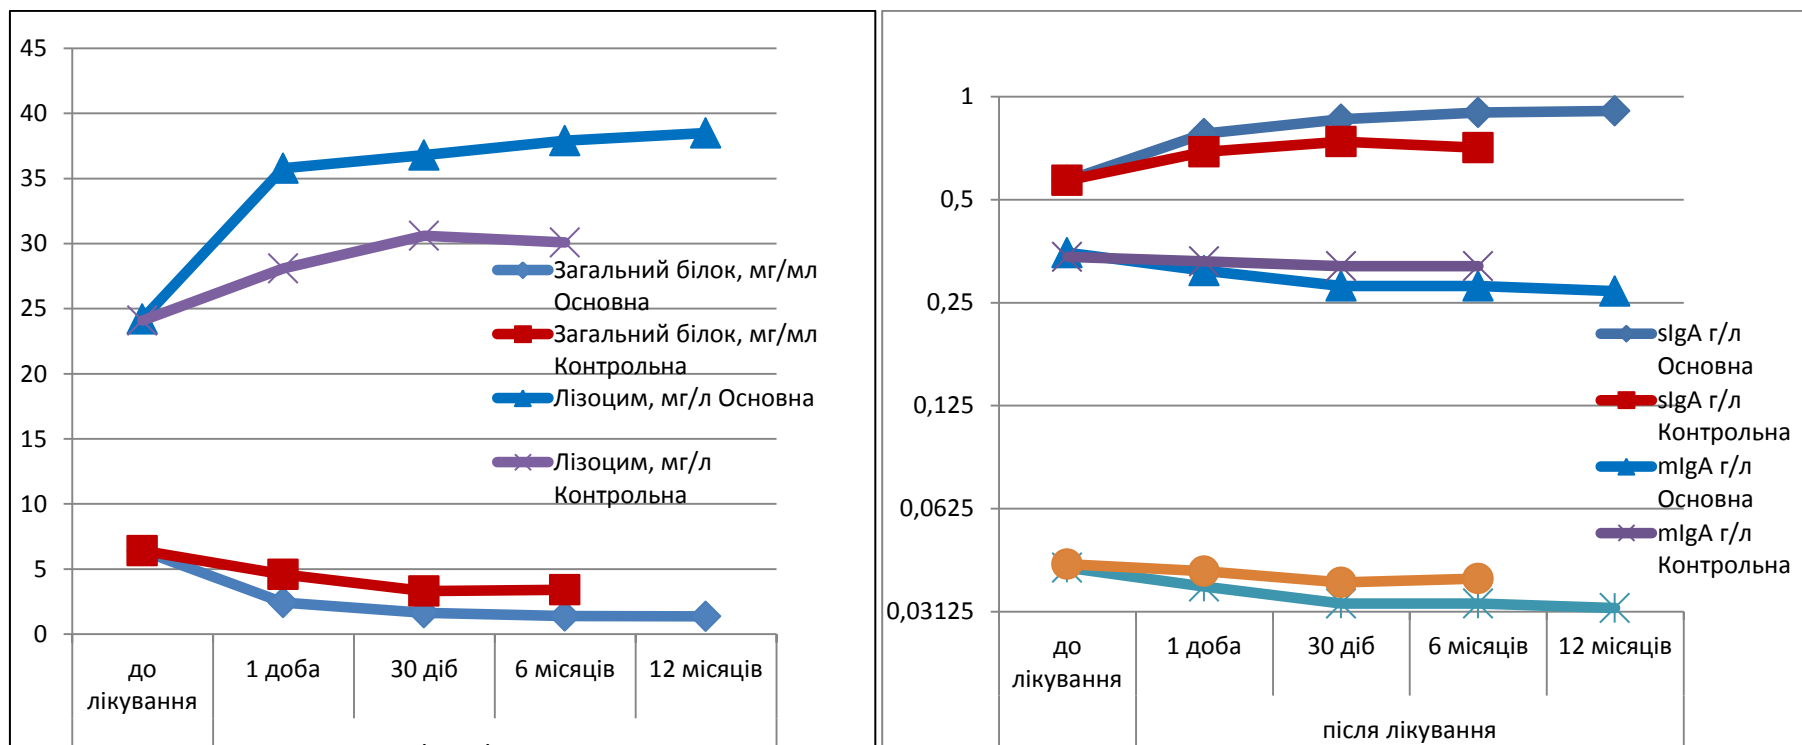 45
40
35
30
25
20
15
10
5
0
Загальний білок, мг/мл
Основна
Загальний білок, мг/мл
Контрольна
Лізоцим, мг/л Основна
Лізоцим, мг/л
Контрольна
до
лікування
1 доба
30 діб
6 місяців
12 місяців
1
0,5
0,25
0,125
0,0625
0,03125
sIgA г/л
Основна
sIgA г/л
Контрольна
mIgA г/л
Основна
mIgA г/л
Контрольна
до
лікування
1 доба
30 діб
6 місяців
12 місяців
після лікування